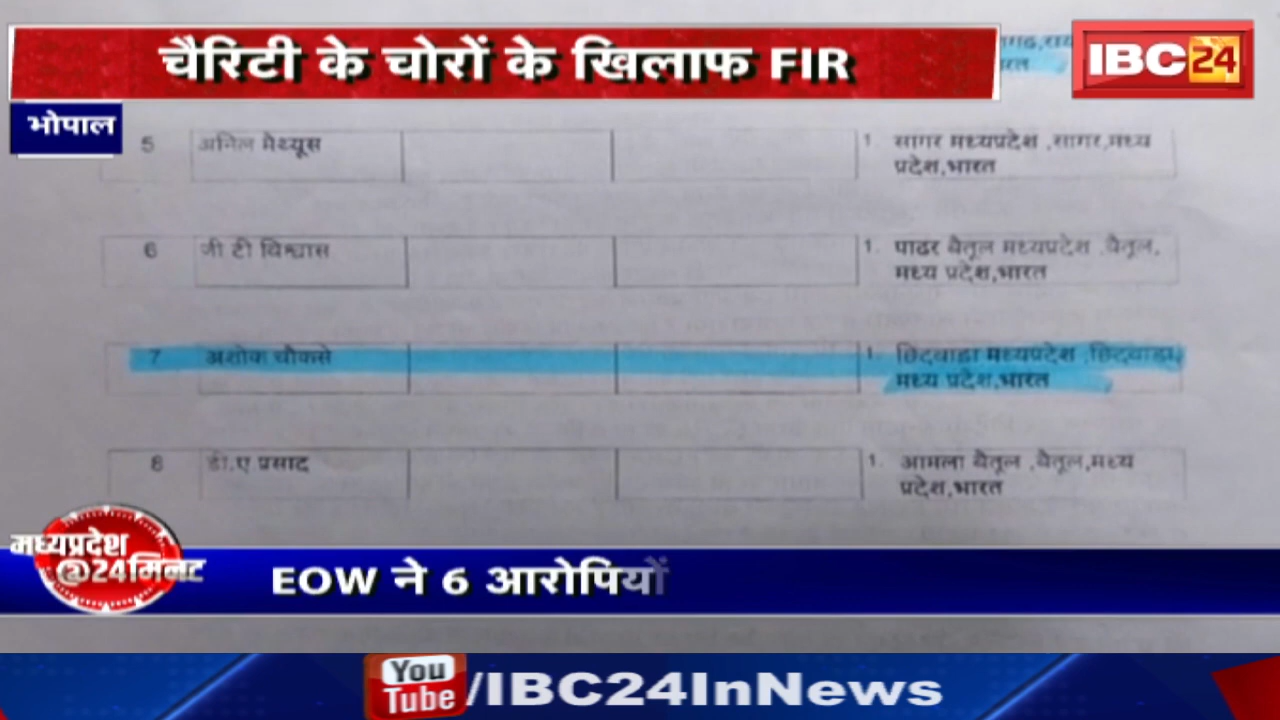 चैरिटी के चोरों के खिलाफ FIR
IBC24
भोपाल
5 अनिल मैथ्यूस 1. सागर मध्यप्रदेश ,सागर,मध्य
प्रदेश,भारत
6 जी टी विश्वास 1. पाढर बैतूल मध्यप्रदेश ,बैतूल,
मध्य प्रदेश,भारत
7 अशोक चौकसे 1. छिंदवाडा मध्यप्रदेश ,छिंदवाडा,
मध्य प्रदेश,भारत
8 डी.ए प्रसाद 1. आमला बैतूल ,बैतूल,मध्य
प्रदेश,भारत
मध्यप्रदेश
@24मिनट
EOW ने 6 आरोपियों
You
Tube /IBC24InNews